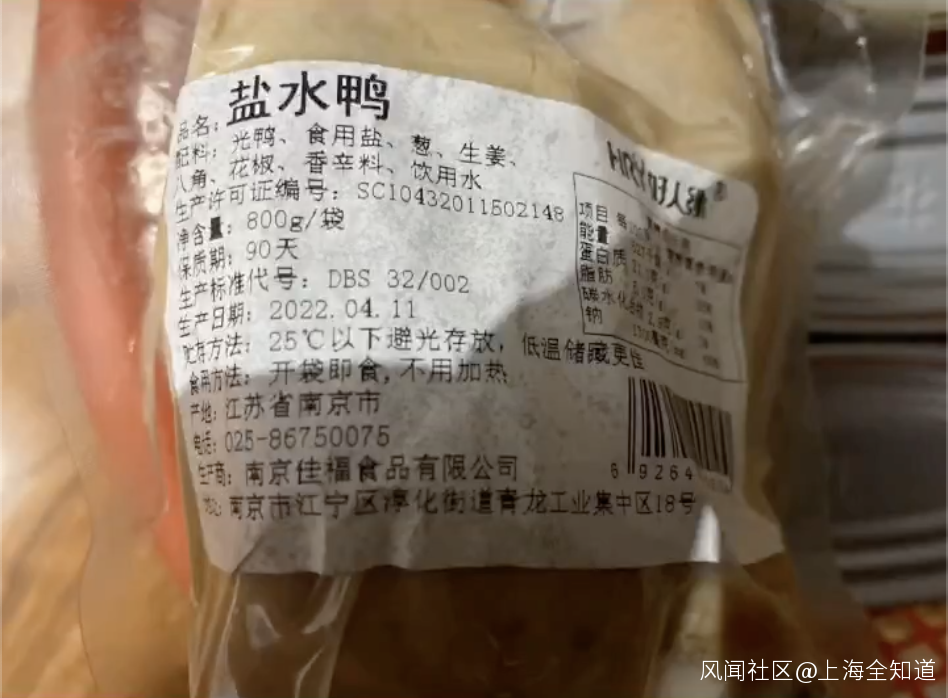 盐水鸭
品名：
配料：光鸭、食用盐、葱、生姜、
八角、花椒、香辛料、饮用水
生产许可证编号：SC10432011502148
净含量：800g/袋
保质期：90天
生产标准代号：DBS 32/002
生产日期：2022.04.11
贮存方法：25℃以下避光存放，低温储藏更佳
食用方法：开袋即食，不用加热
产地：江苏省南京市
电话：025-86750075
生产商：南京佳福食品有限公司
南京市江宁区淳化街道青龙工业集中区18号
项目
能量
蛋白质
脂肪
碳水化合物
钠
6 9264
风闻社区@上海全知道